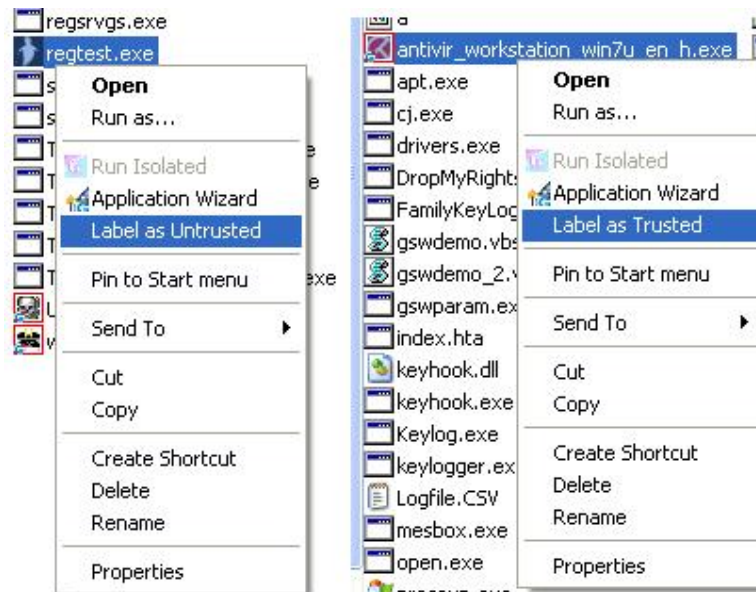 regsrvgs.exe
regtest.exe
Open
Run as...
Run Isolated
Application Wizard
Label as Untrusted
Pin to Start menu
Send To
Cut
Copy
Create Shortcut
Delete
Rename
Properties
a
antivir_workstation_win7u_en_h.exe
apt.exe
cj.exe
drivers.exe
DropMyRight
FamilyKeyLog
gswdemo.vbs
gswdemo_2.v
gswparam.ex
index.hta
keyhook.dll
keyhook.exe
Keylog.exe
keylogger.ex
Logfile.CSV
mesbox.exe
open.exe
Open
Run as...
Run Isolated
Application Wizard
Label as Trusted
Pin to Start menu
Send To
Cut
Copy
Create Shortcut
Delete
Rename
Properties